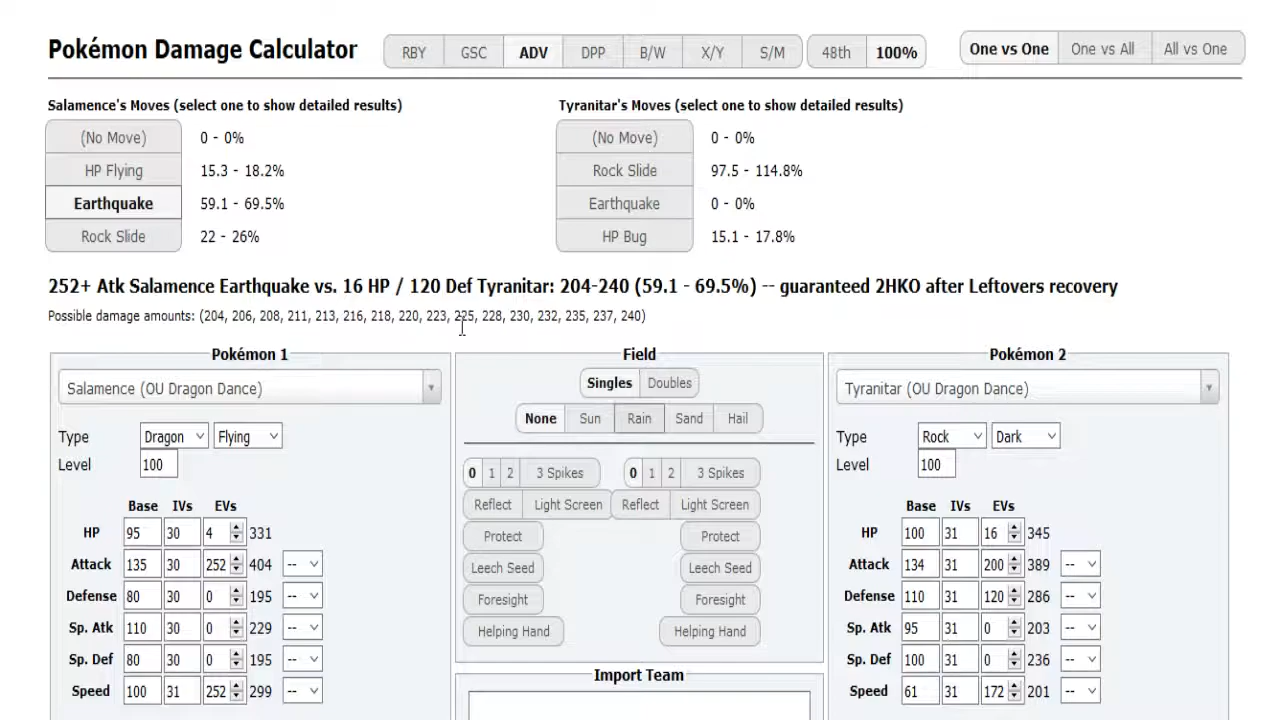 Pokémon Damage Calculator RBY GSC ADV DPP B/W X/Y S/M 48th 100% One vs One One vs All All vs One
Salamence's Moves (select one to show detailed results) Tyranitar's Moves (select one to show detailed results)
(No Move) 0 - 0% (No Move) 0 - 0%
HP Flying 15.3 - 18.2% Rock Slide 97.5 - 114.8%
Earthquake 59.1 - 69.5% Earthquake 0 - 0%
Rock Slide 22 - 26% HP Bug 15.1 - 17.8%
252+ Atk Salamence Earthquake vs. 16 HP / 120 Def Tyranitar: 204-240 (59.1 - 69.5%) -- guaranteed 2HKO after Leftovers recovery
Possible damage amounts: (204, 206, 208, 211, 213, 216, 218, 220, 223, 225, 228, 230, 232, 235, 237, 240)
Pokémon 1 Field Pokémon 2
Salamence (OU Dragon Dance) Singles Doubles Tyranitar (OU Dragon Dance)
None Sun Rain Sand Hail
Type Dragon Flying Type Rock Dark
Level 100 0 1 2 3 Spikes 0 1 2 3 Spikes Level 100
Base IVs EVs Reflect Light Screen Reflect Light Screen Base IVs EVs
HP 95 30 4 331 Protect Protect HP 100 31 16 345
Attack 135 30 252 404 -- Leech Seed Leech Seed Attack 134 31 200 389 --
Defense 80 30 0 195 -- Foresight Foresight Defense 110 31 120 286 --
Sp. Atk 110 30 0 229 -- Helping Hand Helping Hand Sp. Atk 95 31 0 203 --
Sp. Def 80 30 0 195 -- Sp. Def 100 31 0 236 --
Import Team
Speed 100 31 252 299 -- Speed 61 31 172 201 --